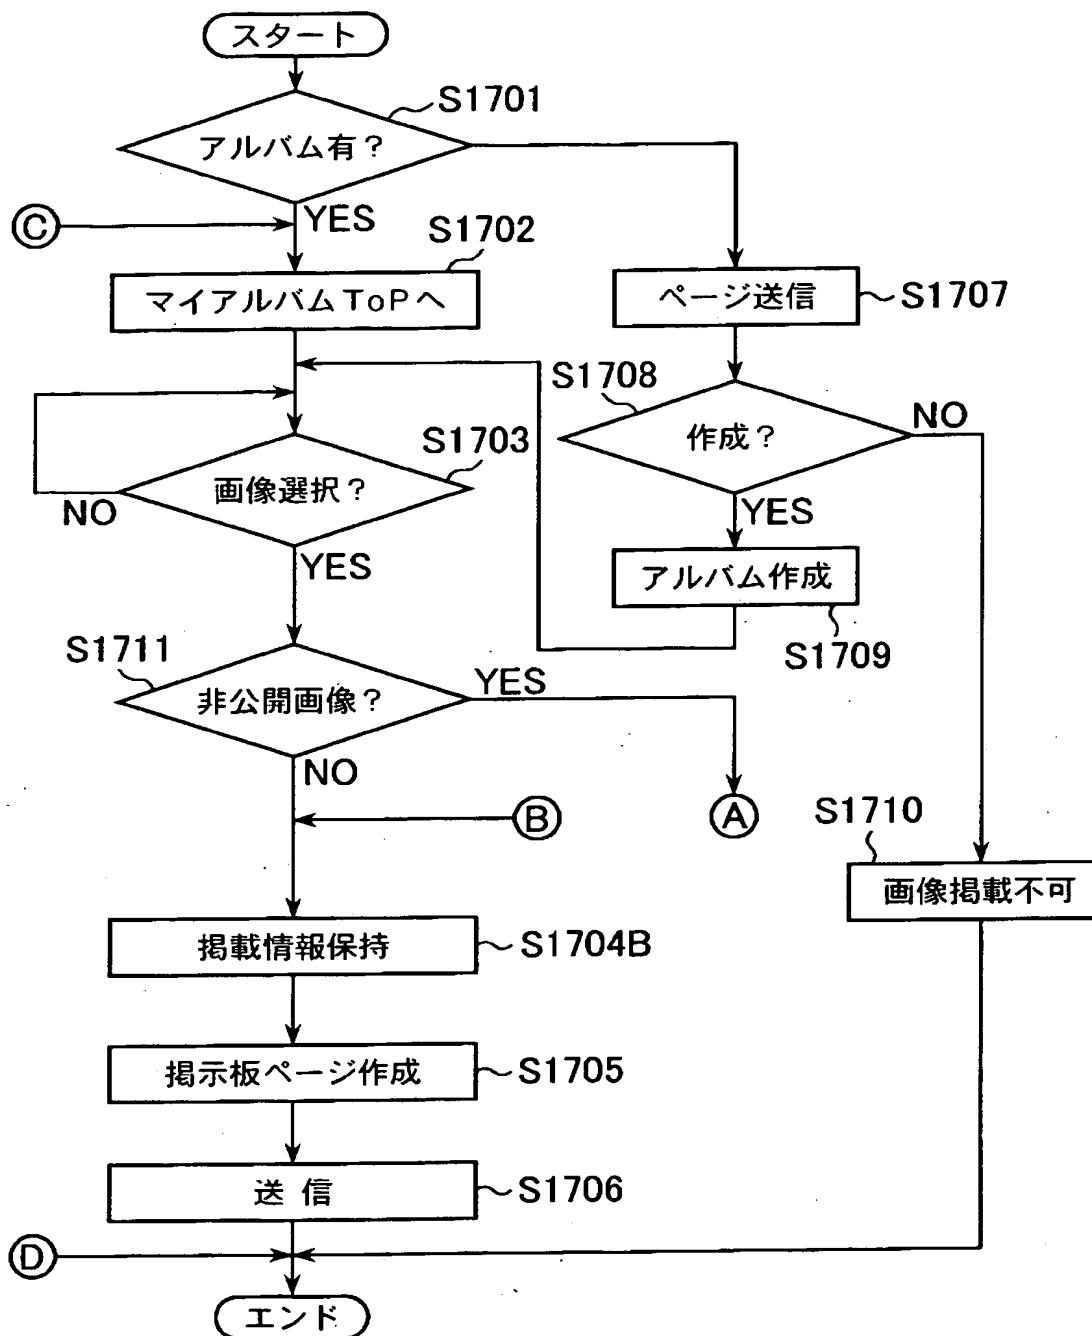 スタート
S1701
アルバム有?
C
YES
S1702
マイアルバムToPへ
ページ送信
S1707
S1708
作成?
NO
S1703
画像選択?
NO
YES
YES
アルバム作成
S1709
S1711
非公開画像?
YES
NO
B
A
S1710
画像掲載不可
掲載情報保持
S1704B
掲示板ページ作成
S1705
送信
S1706
D
エンド